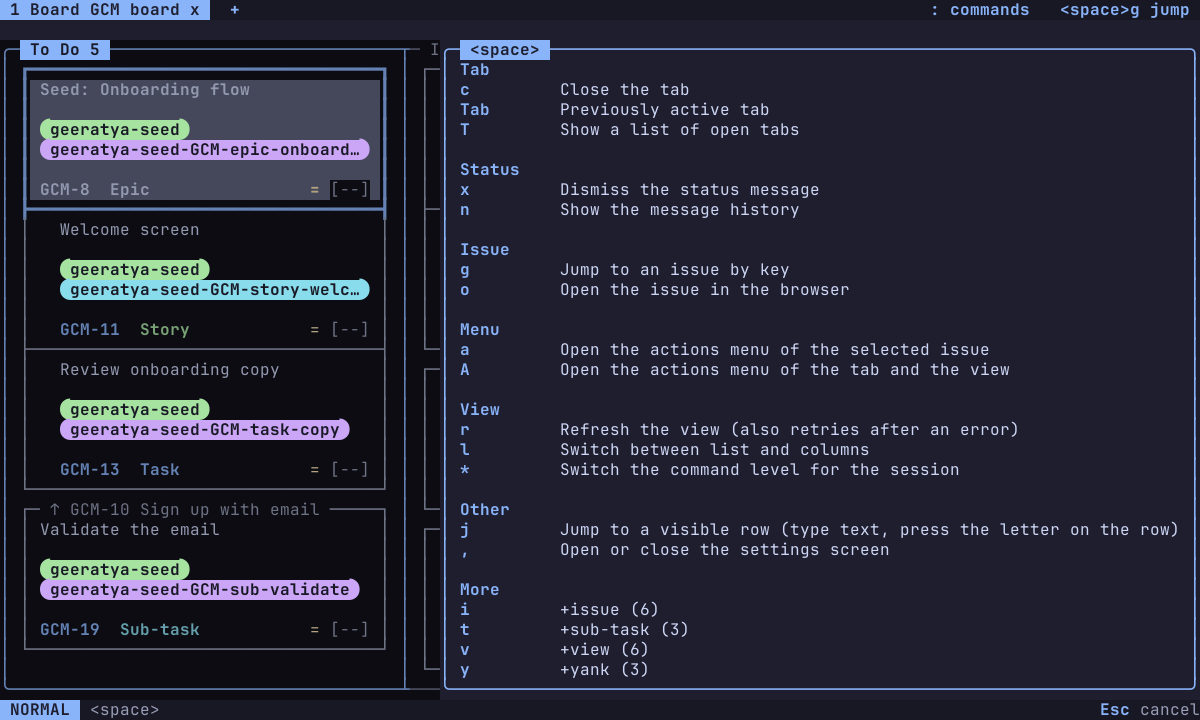 1 Board GCM board x + : commands <space>g jump
To Do 5
Seed: Onboarding flow
geeratya-seed
geeratya-seed-GCM-epic-onboard…
GCM-8 Epic = [--]
Welcome screen
geeratya-seed
geeratya-seed-GCM-story-welc…
GCM-11 Story = [--]
Review onboarding copy
geeratya-seed
geeratya-seed-GCM-task-copy
GCM-13 Task = [--]
↑ GCM-10 Sign up with email
Validate the email
geeratya-seed
geeratya-seed-GCM-sub-validate
GCM-19 Sub-task = [--]
I
<space>
Tab
c Close the tab
Tab Previously active tab
T Show a list of open tabs
Status
x Dismiss the status message
n Show the message history
Issue
g Jump to an issue by key
o Open the issue in the browser
Menu
a Open the actions menu of the selected issue
A Open the actions menu of the tab and the view
View
r Refresh the view (also retries after an error)
l Switch between list and columns
* Switch the command level for the session
Other
j Jump to a visible row (type text, press the letter on the row)
, Open or close the settings screen
More
i +issue (6)
t +sub-task (3)
v +view (6)
y +yank (3)
NORMAL <space> Esc cancel